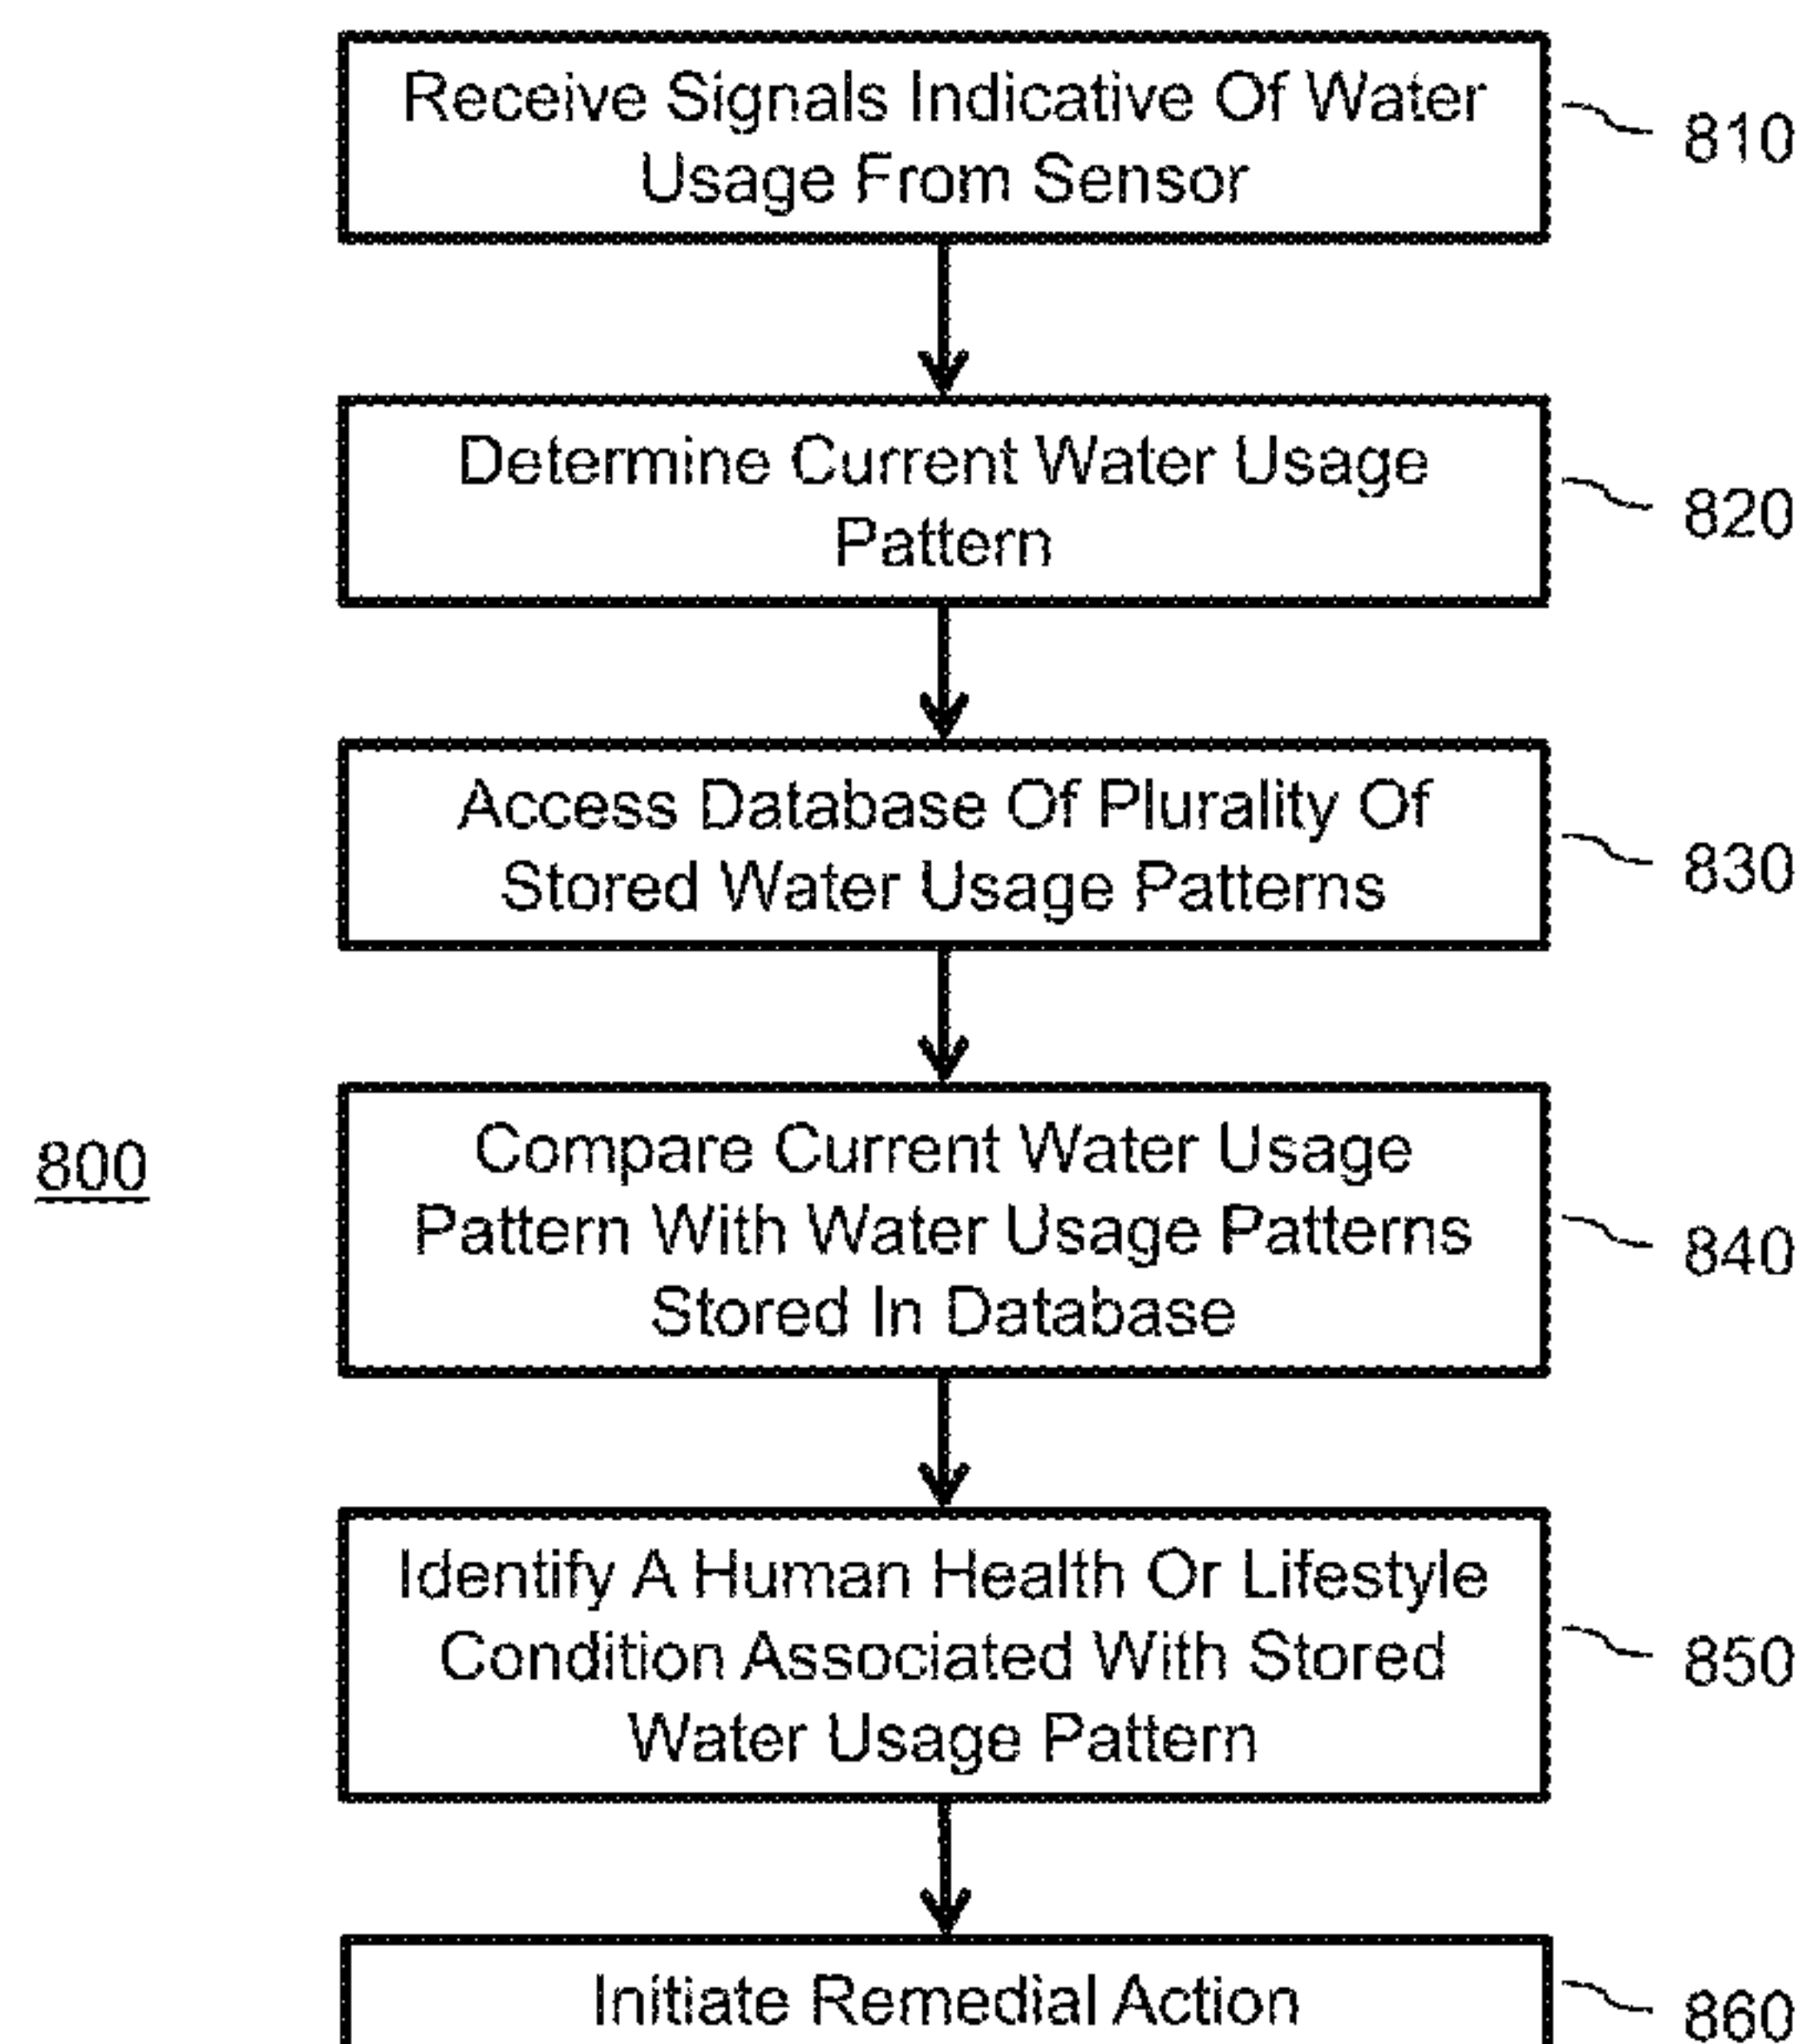 Receive Signals Indicative Of Water
Usage From Sensor
810
Determine Current Water Usage
Pattern
820
Access Database Of Plurality Of
Stored Water Usage Patterns
830
800
Compare Current Water Usage
Pattern With Water Usage Patterns
Stored In Database
840
Identify A Human Health Or Lifestyle
Condition Associated With Stored
Water Usage Pattern
850
Initiate Remedial Action
860